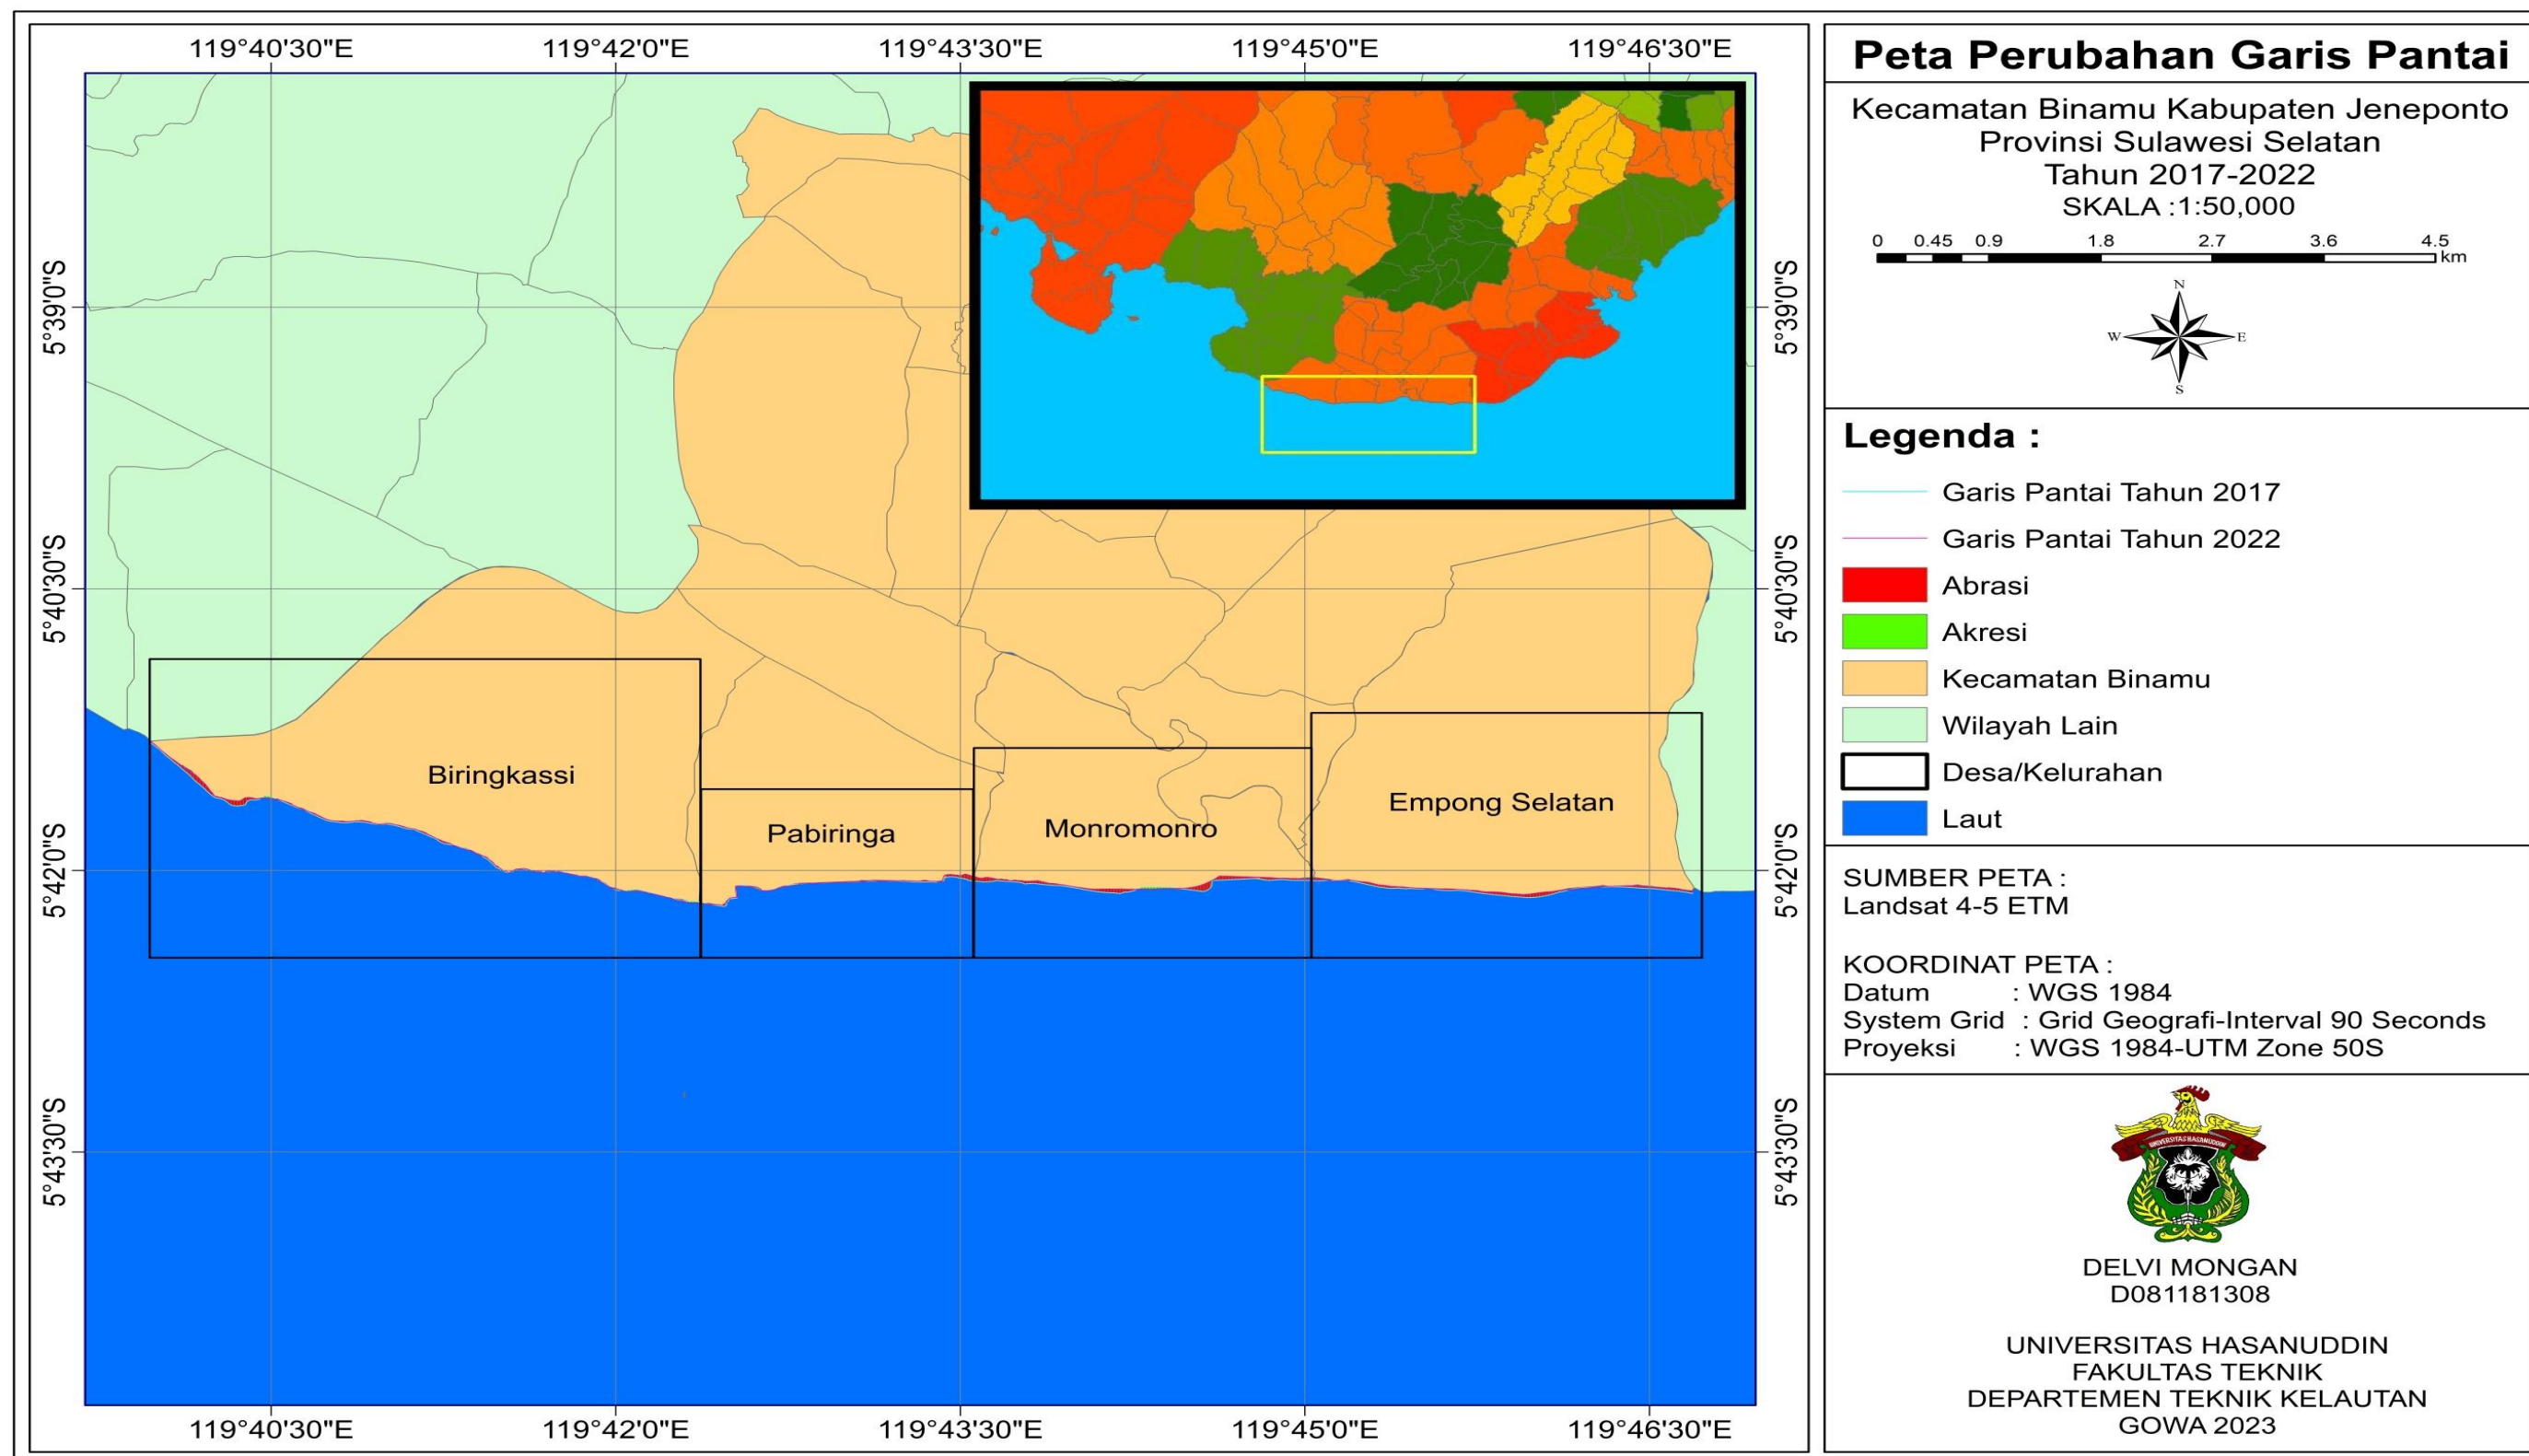 119°40'30"E 119°42'0"E 119°43'30"E 119°45'0"E 119°46'30"E
5°39'0"S
5°40'30"S
5°42'0"S
5°43'30"S
Biringkassi
Pabiringa
Monromonro
Empong Selatan
5°39'0"S
5°40'30"S
5°42'0"S
5°43'30"S
119°40'30"E 119°42'0"E 119°43'30"E 119°45'0"E 119°46'30"E
Peta Perubahan Garis Pantai
Kecamatan Binamu Kabupaten Jeneponto
Provinsi Sulawesi Selatan
Tahun 2017-2022
SKALA :1:50,000
0 0.45 0.9 1.8 2.7 3.6 4.5
km
N
W E
S
Legenda :
Garis Pantai Tahun 2017
Garis Pantai Tahun 2022
Abrasi
Akresi
Kecamatan Binamu
Wilayah Lain
Desa/Kelurahan
Laut
SUMBER PETA :
Landsat 4-5 ETM
KOORDINAT PETA :
Datum : WGS 1984
System Grid : Grid Geografi-Interval 90 Seconds
Proyeksi : WGS 1984-UTM Zone 50S
UNIVERSITAS HASANUDDIN
DELVI MONGAN
D081181308
UNIVERSITAS HASANUDDIN
FAKULTAS TEKNIK
DEPARTEMEN TEKNIK KELAUTAN
GOWA 2023